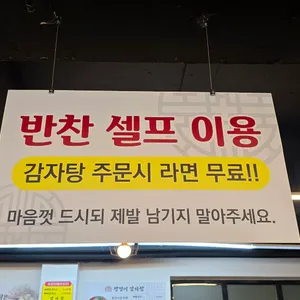 반찬 셀프 이용
감자탕 주문시 라면 무료!!
마음껏 드시되 제발 남기지 말아주세요.